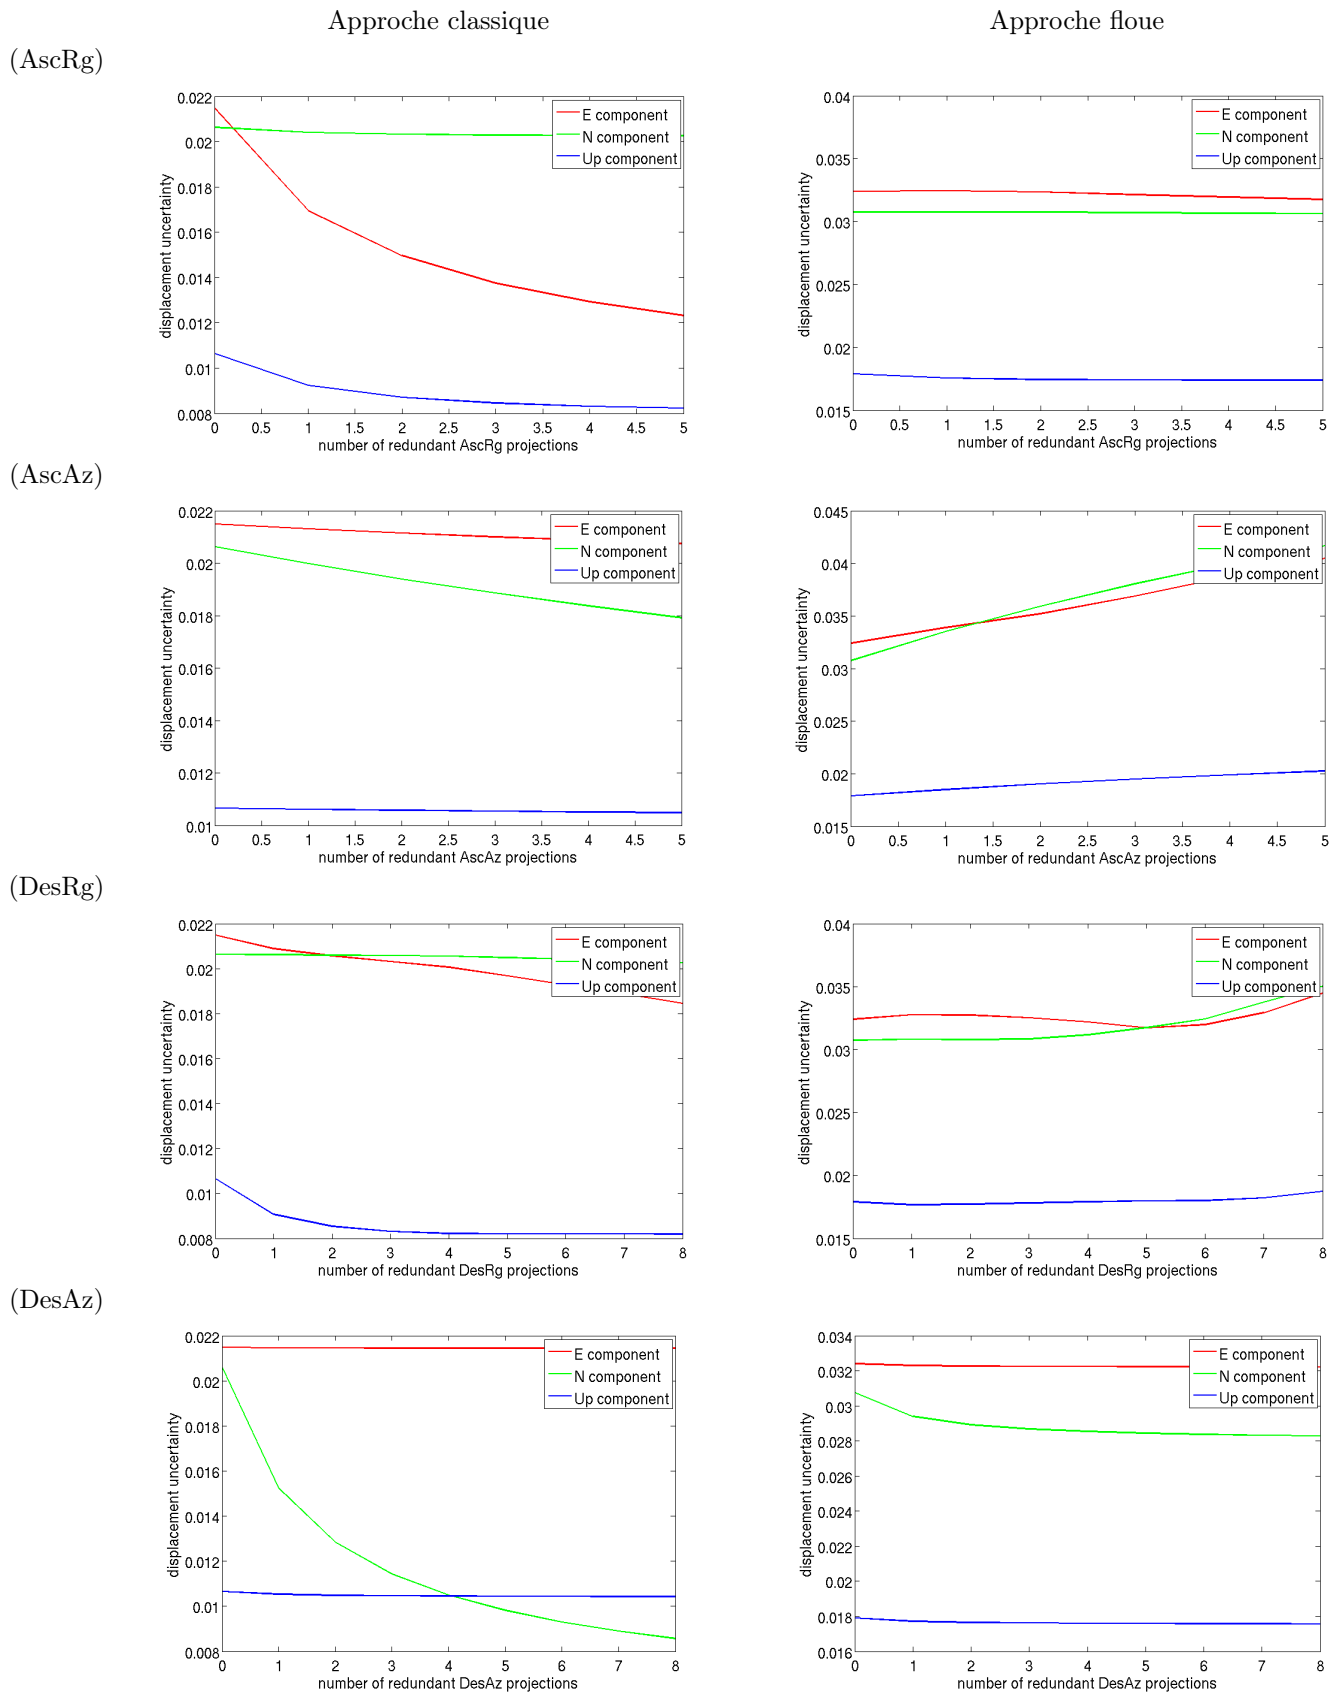 Approche classique
Approche floue
(AscRg)
0.022
0.02
0.018
0.016
0.014
0.012
0.01
0.008
displacement uncertainty
E component
N component
Up component
0 0.5 1 1.5 2 2.5 3 3.5 4 4.5 5
number of redundant AscRg projections
0.04
0.035
0.03
0.025
0.02
0.015
displacement uncertainty
E component
N component
Up component
0 0.5 1 1.5 2 2.5 3 3.5 4 4.5 5
number of redundant AscRg projections
(AscAz)
0.022
0.02
0.018
0.016
0.014
0.012
0.01
displacement uncertainty
E component
N component
Up component
0 0.5 1 1.5 2 2.5 3 3.5 4 4.5 5
number of redundant AscAz projections
0.045
0.04
0.035
0.03
0.025
0.02
0.015
displacement uncertainty
E component
N component
Up component
0 0.5 1 1.5 2 2.5 3 3.5 4 4.5 5
number of redundant AscAz projections
(DesRg)
0.022
0.02
0.018
0.016
0.014
0.012
0.01
0.008
displacement uncertainty
E component
N component
Up component
0 1 2 3 4 5 6 7 8
number of redundant DesRg projections
0.04
0.035
0.03
0.025
0.02
0.015
displacement uncertainty
E component
N component
Up component
0 1 2 3 4 5 6 7 8
number of redundant DesRg projections
(DesAz)
0.022
0.02
0.018
0.016
0.014
0.012
0.01
0.008
displacement uncertainty
E component
N component
Up component
0 1 2 3 4 5 6 7 8
number of redundant DesAz projections
0.034
0.032
0.03
0.028
0.026
0.024
0.022
0.02
0.018
0.016
displacement uncertainty
E component
N component
Up component
0 1 2 3 4 5 6 7 8
number of redundant DesAz projections